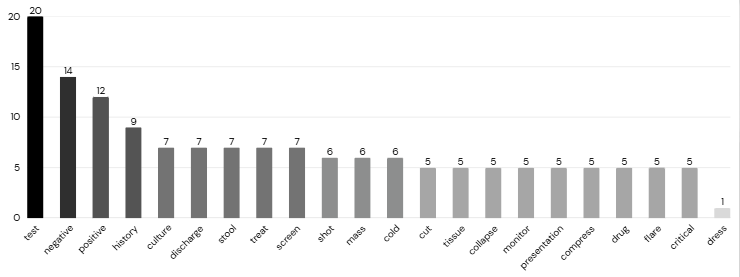 20
20
14
15
12
10
9
7
7
7
7
7
6
6
6
5
5
5
5
5
5
5
5
5
5
1
0
test
negative
positive
history
culture
discharge
stool
treat
screen
shot
mass
cold
cut
tissue
collapse
monitor
presentation
compress
drug
flare
critical
dress